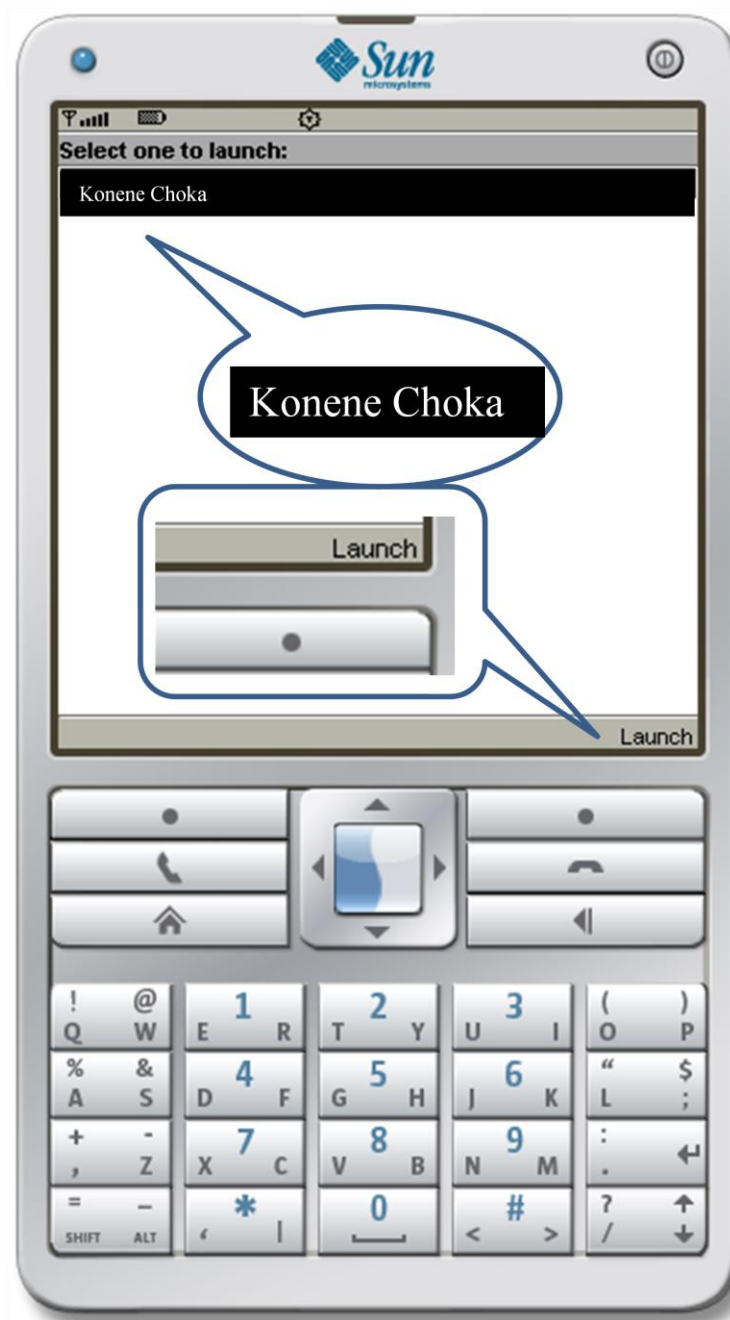 Sun
microsystems
Select one to launch:
Konene Choka
Konene Choka
Launch
Launch
! @ 1 2 3 ( )
Q W E R T Y U I O P
% & 4 5 6 “ $
A S D F G H J K L ;
+ - 7 8 9 :
, Z X C V B N M .
= – * 0 # ?
SHIFT ALT ‘ | < > /